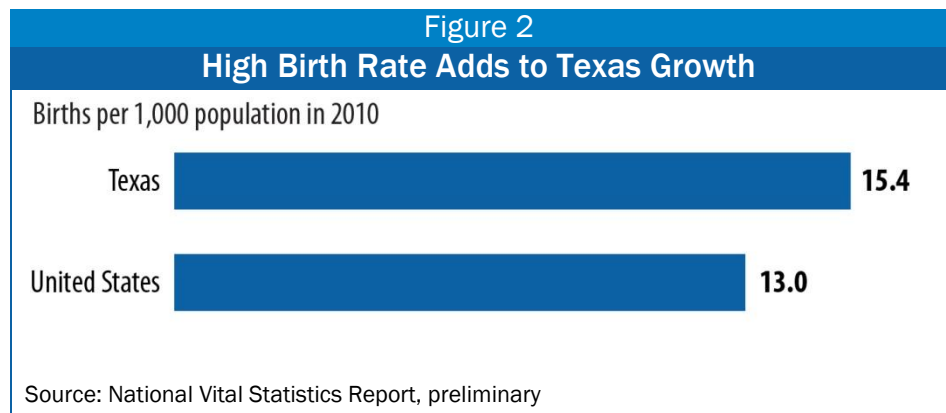 Figure 2
High Birth Rate Adds to Texas Growth
Births per 1,000 population in 2010
Texas 15.4
United States 13.0
Source: National Vital Statistics Report, preliminary